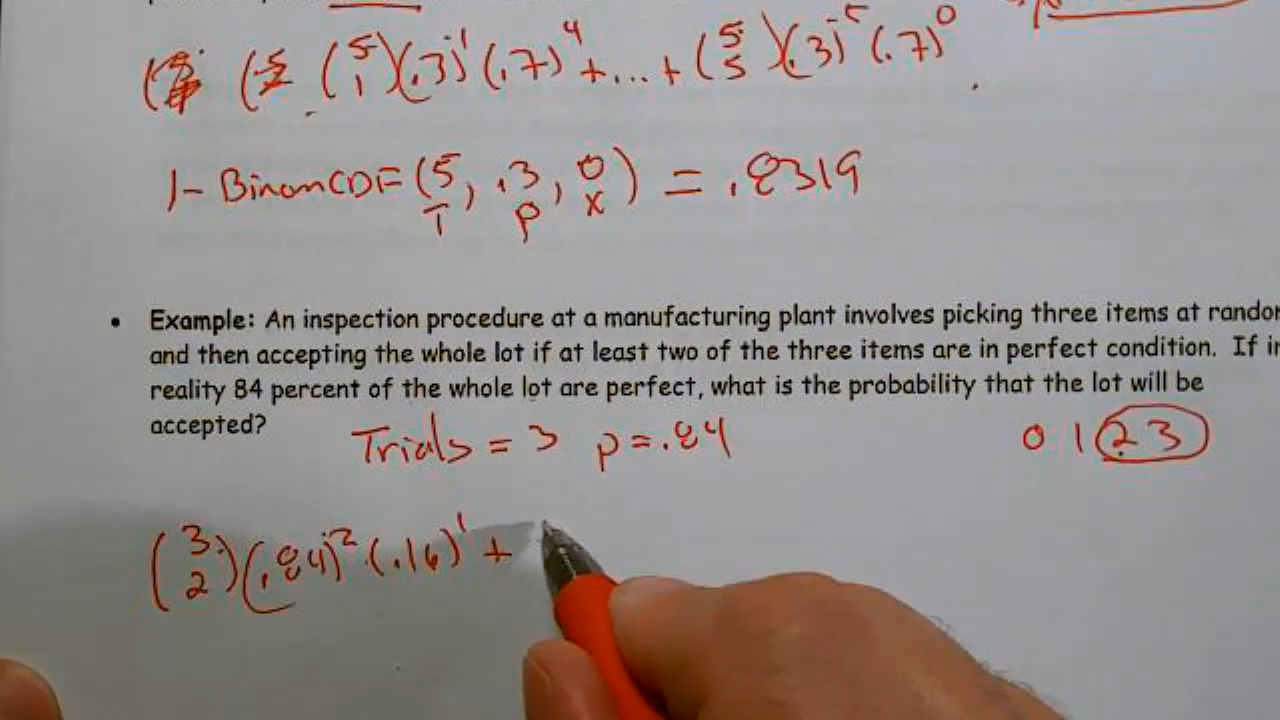 (5/1)(.3)^1 (.7)^4 + ... + (5/5)(.3)^5 (.7)^0
1 - BinomCDF (5, .3, 0) = .8319
T p x
• Example: An inspection procedure at a manufacturing plant involves picking three items at
and then accepting the whole lot if at least two of the three items are in perfect condition. If
reality 84 percent of the whole lot are perfect, what is the probability that the lot will be
accepted?
Trials = 3 p = .84 0 1 2 3
(3/2)(.84)^2 · (.16)^1 +